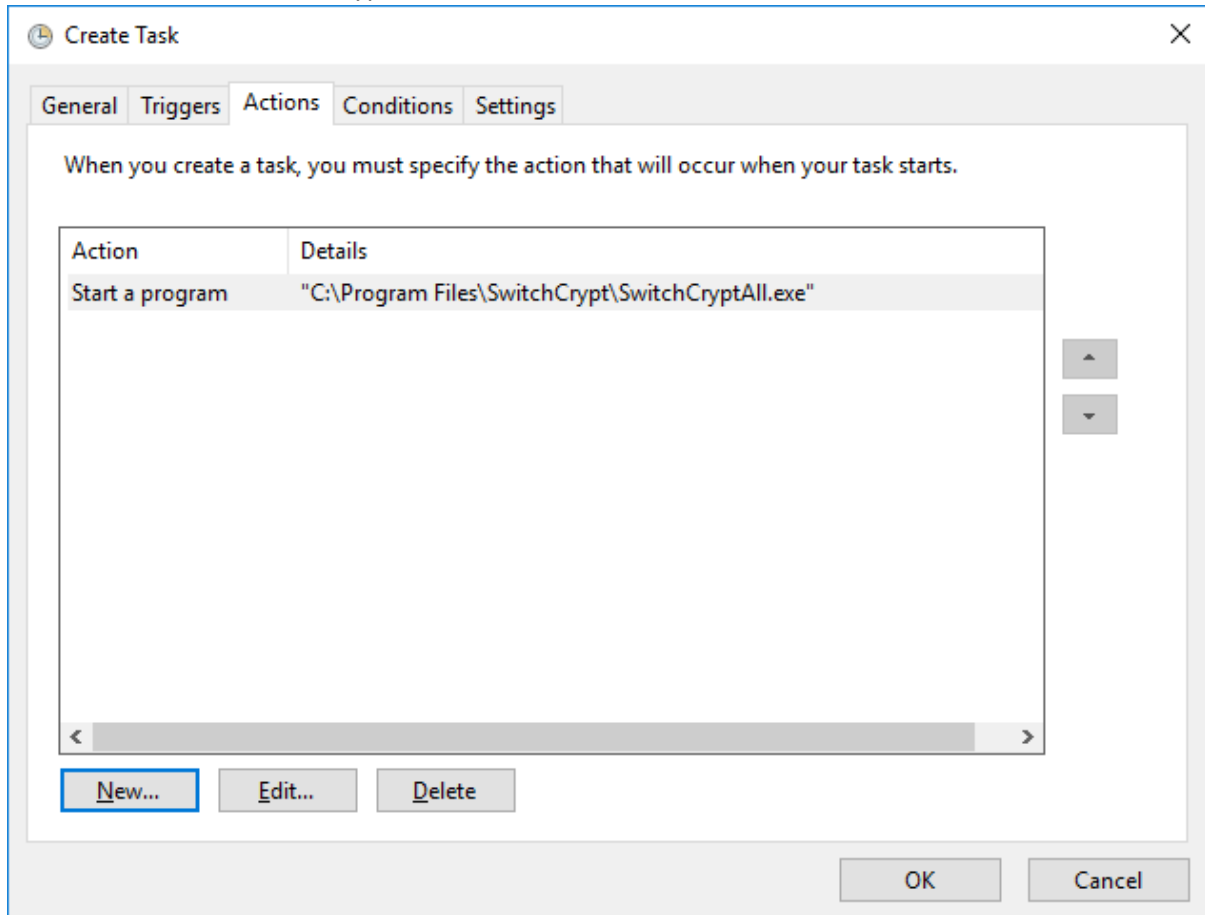 Create Task
General Triggers Actions Conditions Settings
When you create a task, you must specify the action that will occur when your task starts.
Action Details
Start a program "C:\Program Files\SwitchCrypt\SwitchCryptAll.exe"
New... Edit... Delete
OK Cancel